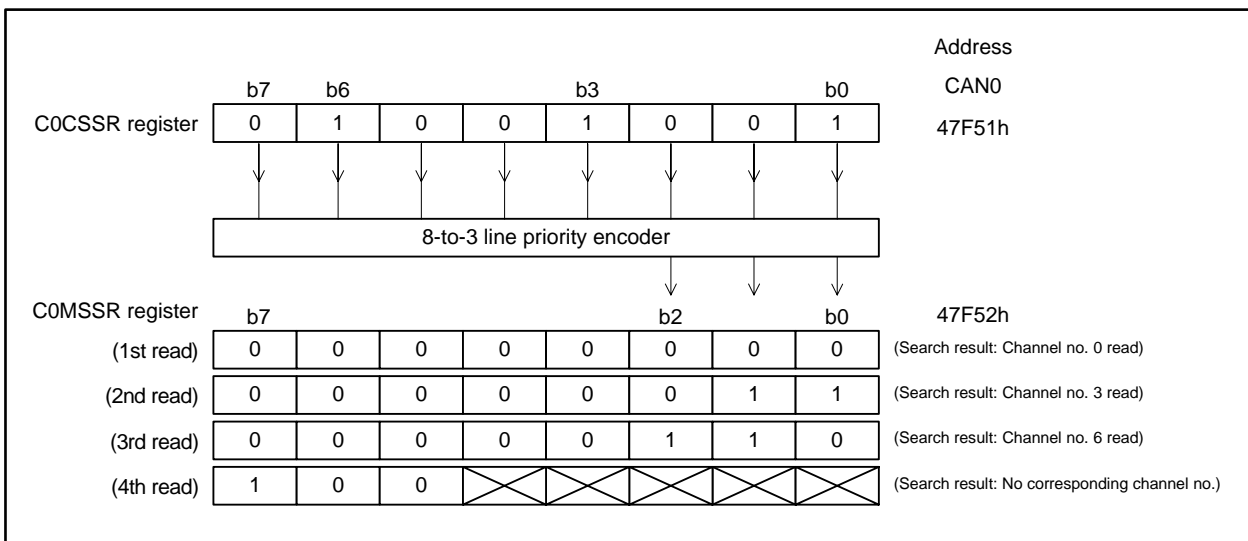 Address
CAN0
b7 b6 b3 b0
C0CSSR register 0 1 0 0 1 0 0 1 47F51h
8-to-3 line priority encoder
C0MSSR register b7 b2 b0 47F52h
(1st read) 0 0 0 0 0 0 0 0 (Search result: Channel no. 0 read)
(2nd read) 0 0 0 0 0 0 1 1 (Search result: Channel no. 3 read)
(3rd read) 0 0 0 0 0 1 1 0 (Search result: Channel no. 6 read)
(4th read) 1 0 0 (Search result: No corresponding channel no.)